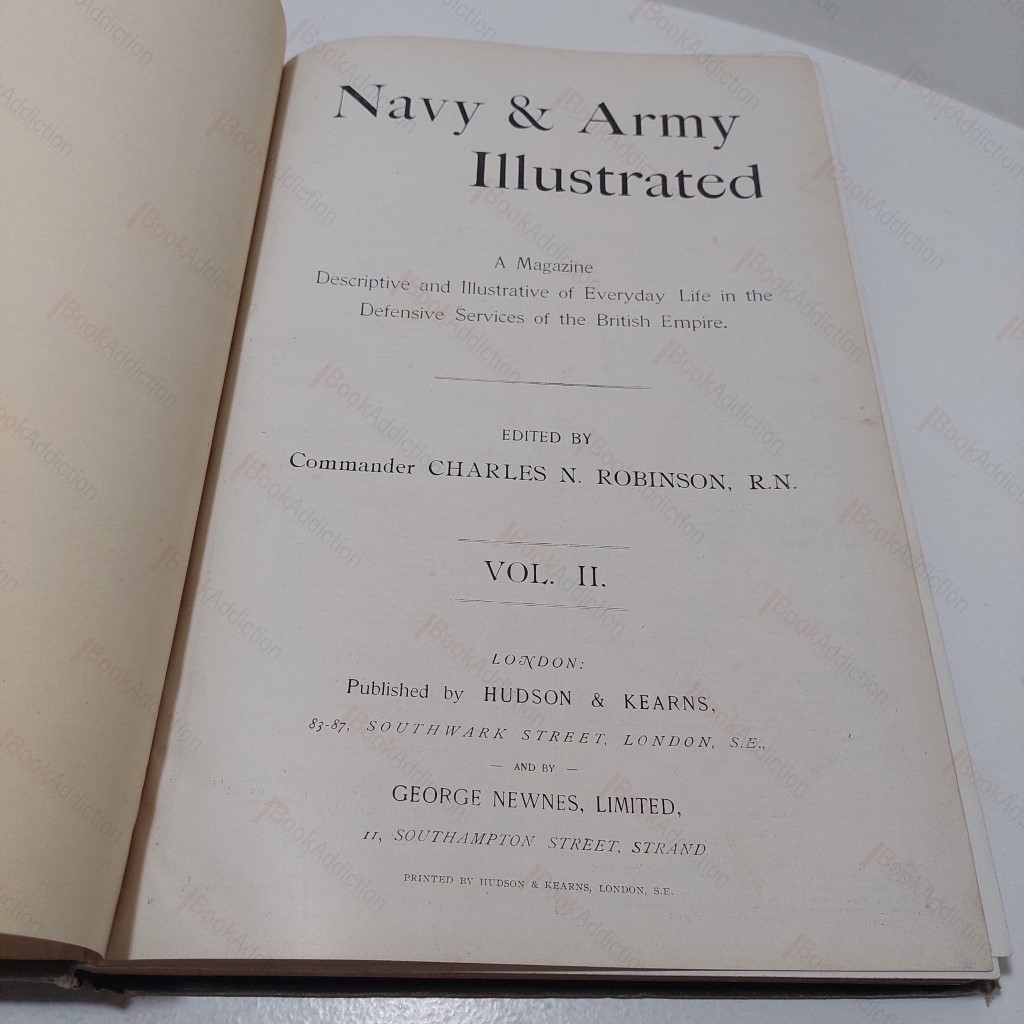 Navy & Army
Illustrated
A Magazine
Descriptive and Illustrative of Everyday Life in the
Defensive Services of the British Empire.
EDITED BY
Commander CHARLES N. ROBINSON, R.N.
VOL. II.
LONDON:
Published by HUDSON & KEARNS,
83-87, SOUTHWARK STREET, LONDON, S.E.,
— AND BY —
GEORGE NEWNES, LIMITED,
11, SOUTHAMPTON STREET, STRAND.
PRINTED BY HUDSON & KEARNS, LONDON, S.E.
BookAddiction